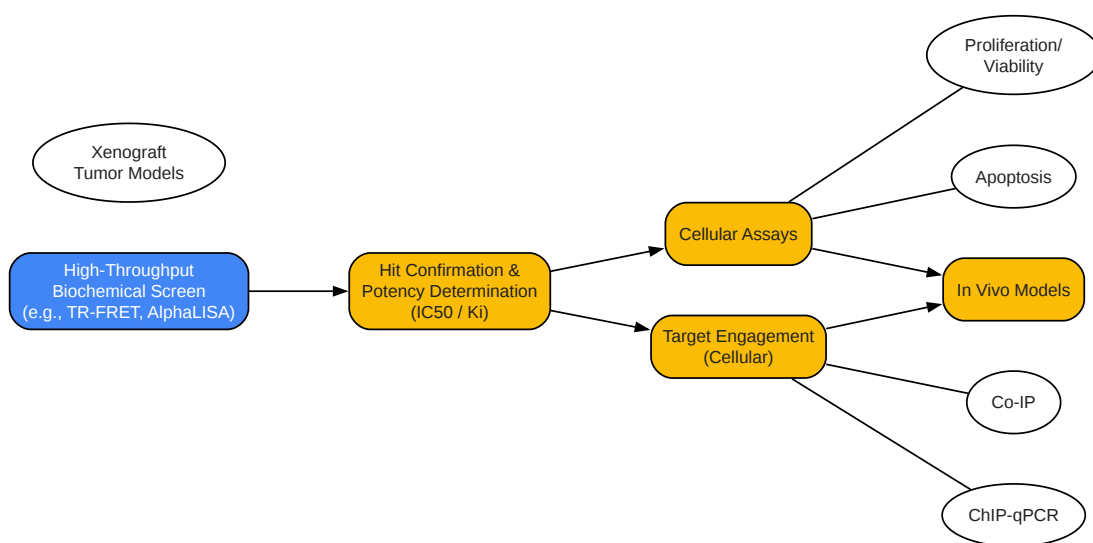 Proliferation/
Viability
Xenograft
Tumor Models
Apoptosis
Cellular Assays
High-Throughput
Biochemical Screen
(e.g., TR-FRET, AlphaLISA)
Hit Confirmation &
Potency Determination
(IC50 / Ki)
In Vivo Models
Target Engagement
(Cellular)
Co-IP
ChIP-qPCR